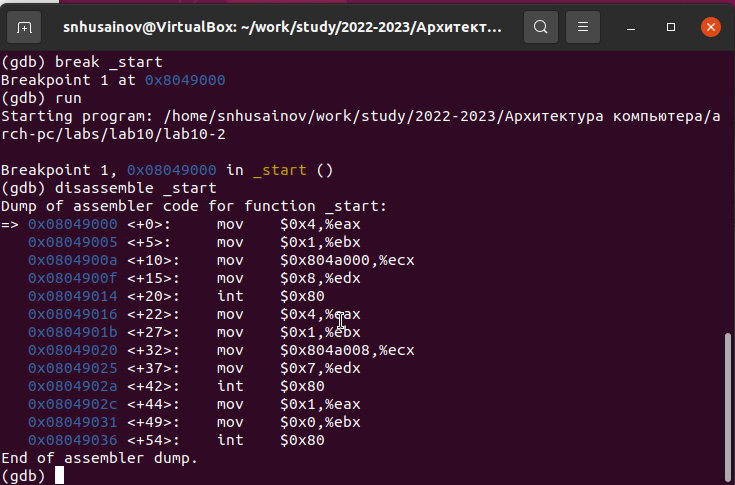 snhusainov@VirtualBox: ~/work/study/2022-2023/Архитект...
(gdb) break _start
Breakpoint 1 at 0x8049000
(gdb) run
Starting program: /home/snhusainov/work/study/2022-2023/Архитектура компьютера/a
rch-pc/labs/lab10/lab10-2
Breakpoint 1, 0x08049000 in _start ()
(gdb) disassemble _start
Dump of assembler code for function _start:
=> 0x08049000 <+0>:     mov    $0x4,%eax
   0x08049005 <+5>:     mov    $0x1,%ebx
   0x0804900a <+10>:    mov    $0x804a000,%ecx
   0x0804900f <+15>:    mov    $0x8,%edx
   0x08049014 <+20>:    int    $0x80
   0x08049016 <+22>:    mov    $0x4,%eax
   0x0804901b <+27>:    mov    $0x1,%ebx
   0x08049020 <+32>:    mov    $0x804a008,%ecx
   0x08049025 <+37>:    mov    $0x7,%edx
   0x0804902a <+42>:    int    $0x80
   0x0804902c <+44>:    mov    $0x1,%eax
   0x08049031 <+49>:    mov    $0x0,%ebx
   0x08049036 <+54>:    int    $0x80
End of assembler dump.
(gdb)